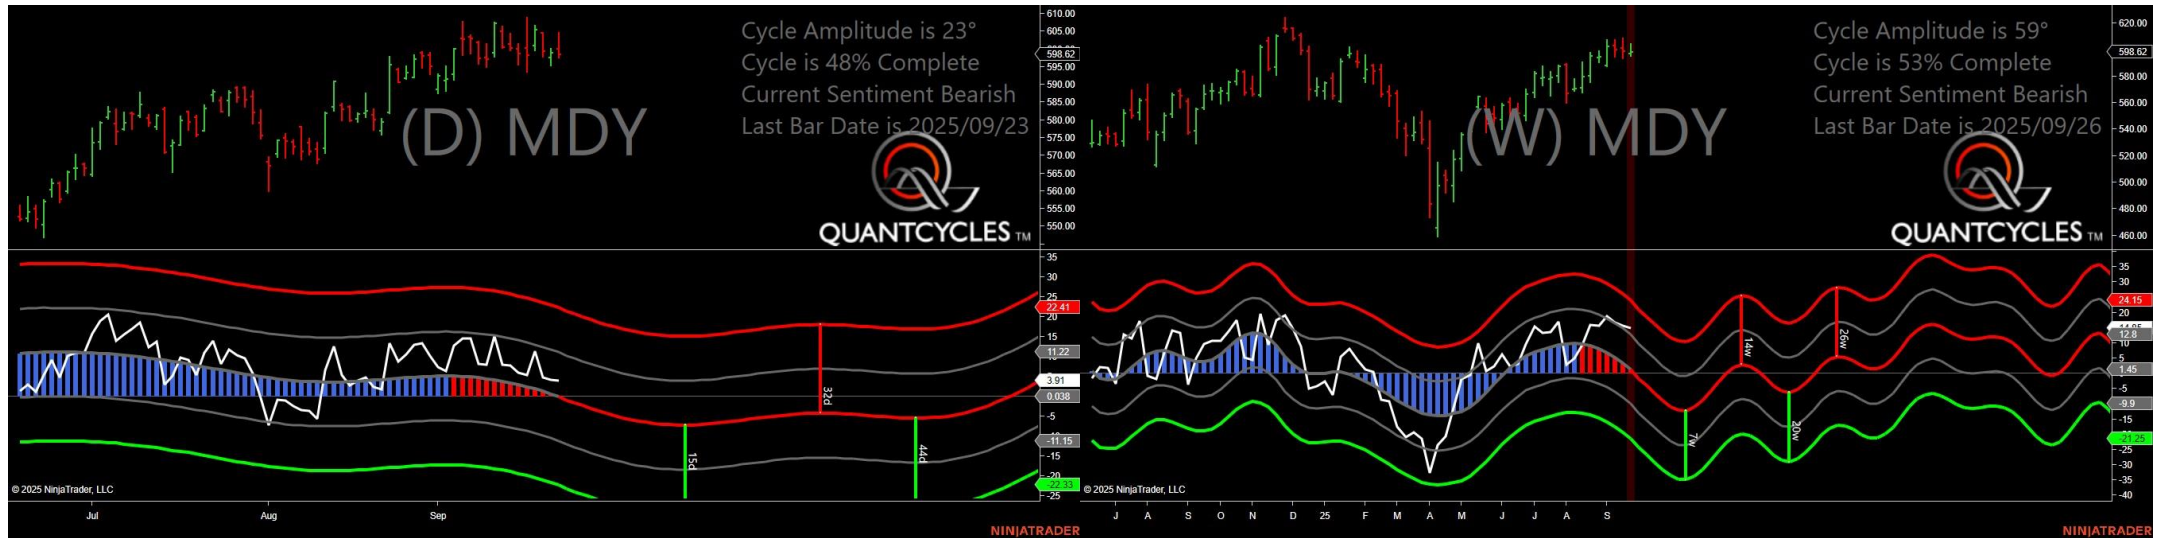 Cycle Amplitude is 23°
Cycle is 48% Complete
Current Sentiment Bearish
Last Bar Date is 2025/09/23
(D) MDY
QUANTCYCLES TM
610.00
605.00
598.62
595.00
590.00
585.00
580.00
575.00
570.00
565.00
560.00
555.00
550.00
35
30
25
22.41
20
15
11.22
3.91
0.038
-5
-11.15
-15
-20
-22.33
-25
15d
32d
44d
© 2025 NinjaTrader, LLC
Jul Aug Sep
NINJATRADER
Cycle Amplitude is 59°
Cycle is 53% Complete
Current Sentiment Bearish
Last Bar Date is 2025/09/26
(W) MDY
QUANTCYCLES TM
620.00
598.62
580.00
560.00
540.00
520.00
500.00
480.00
460.00
35
30
24.15
12.8
10
5
1.45
-5
-9.9
-15
-21.25
-25
-30
-35
-40
7w
14w
20w
26w
© 2025 NinjaTrader, LLC
J A S O N D 25 F M A M J J A S
NINJATRADER